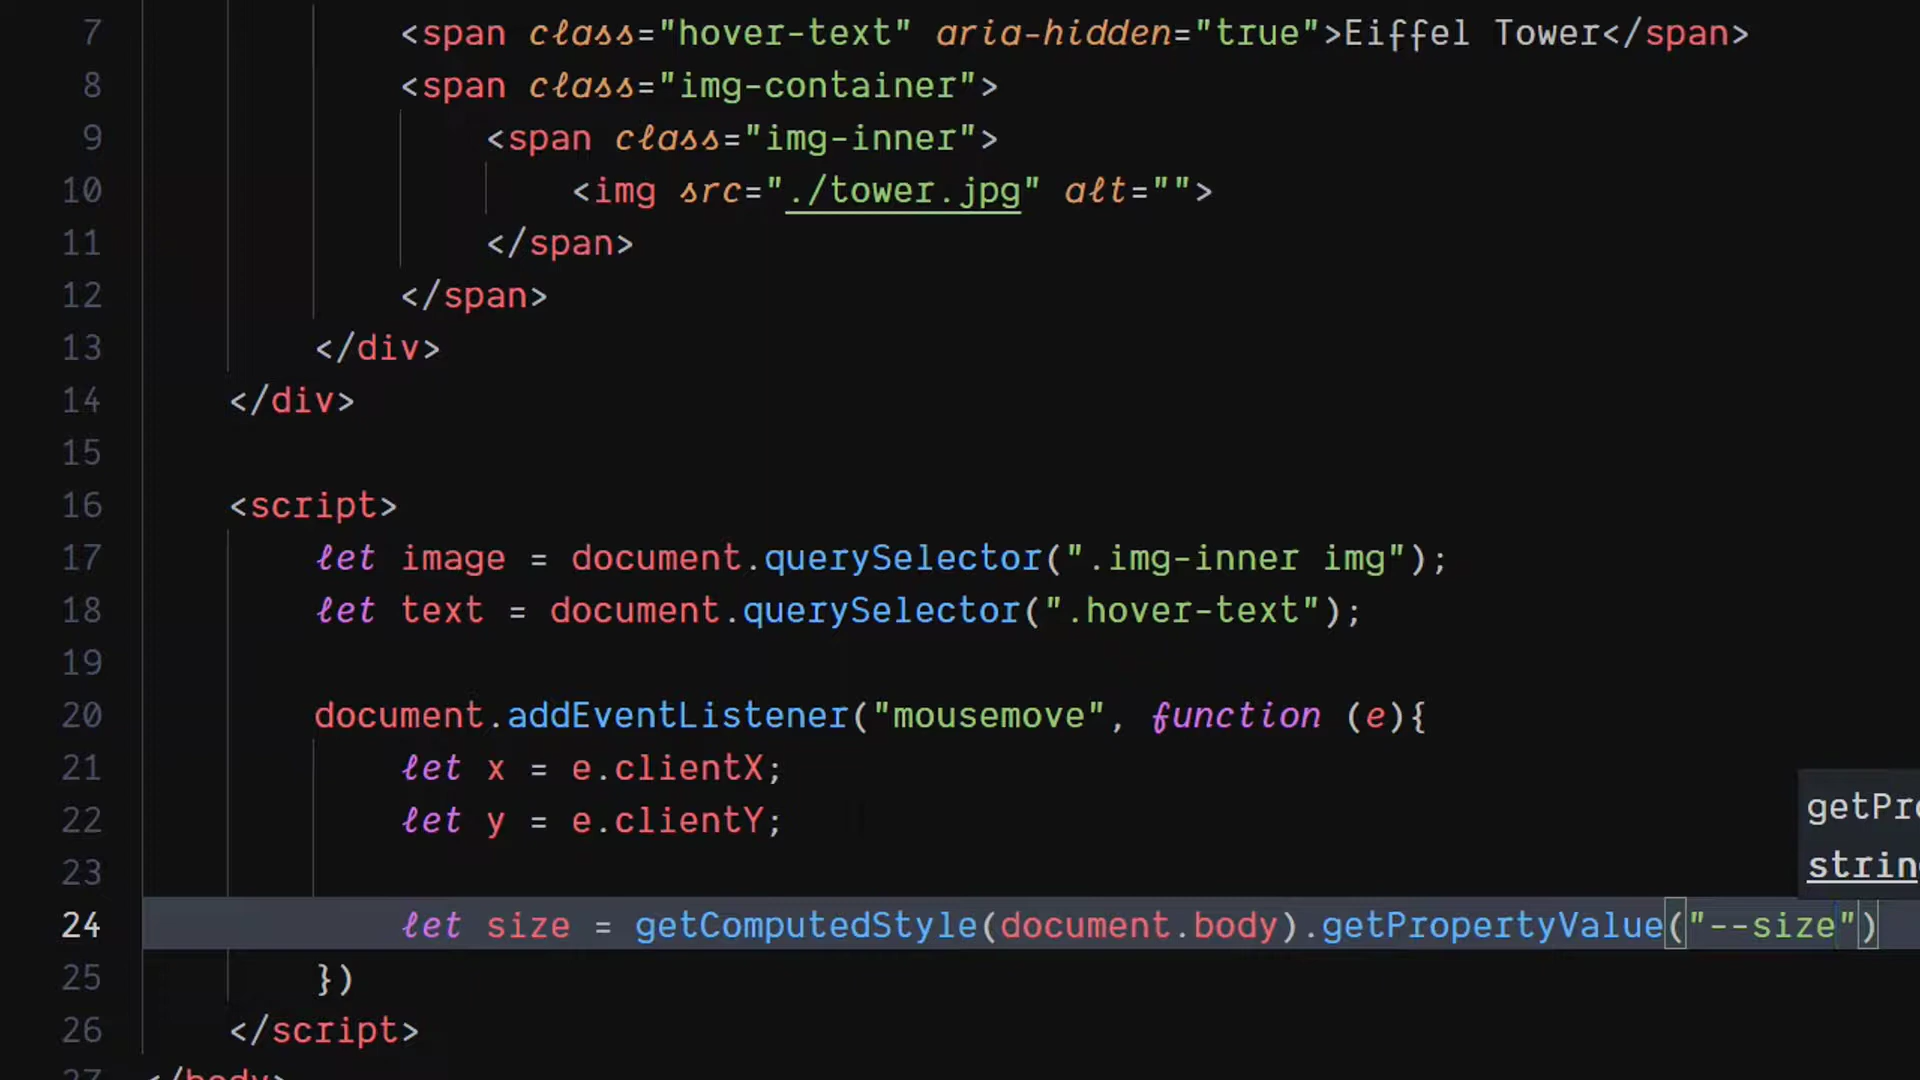 7 <span class="hover-text" aria-hidden="true">Eiffel Tower</span>
8 <span class="img-container">
9 <span class="img-inner">
10 <img src="./tower.jpg" alt="">
11 </span>
12 </span>
13 </div>
14 </div>
15
16 <script>
17 let image = document.querySelector(".img-inner img");
18 let text = document.querySelector(".hover-text");
19
20 document.addEventListener("mousemove", function (e){
21 let x = e.clientX;
22 let y = e.clientY;
getPro
23
string
24 let size = getComputedStyle(document.body).getPropertyValue("--size")
25 })
26 </script>
27 </body>